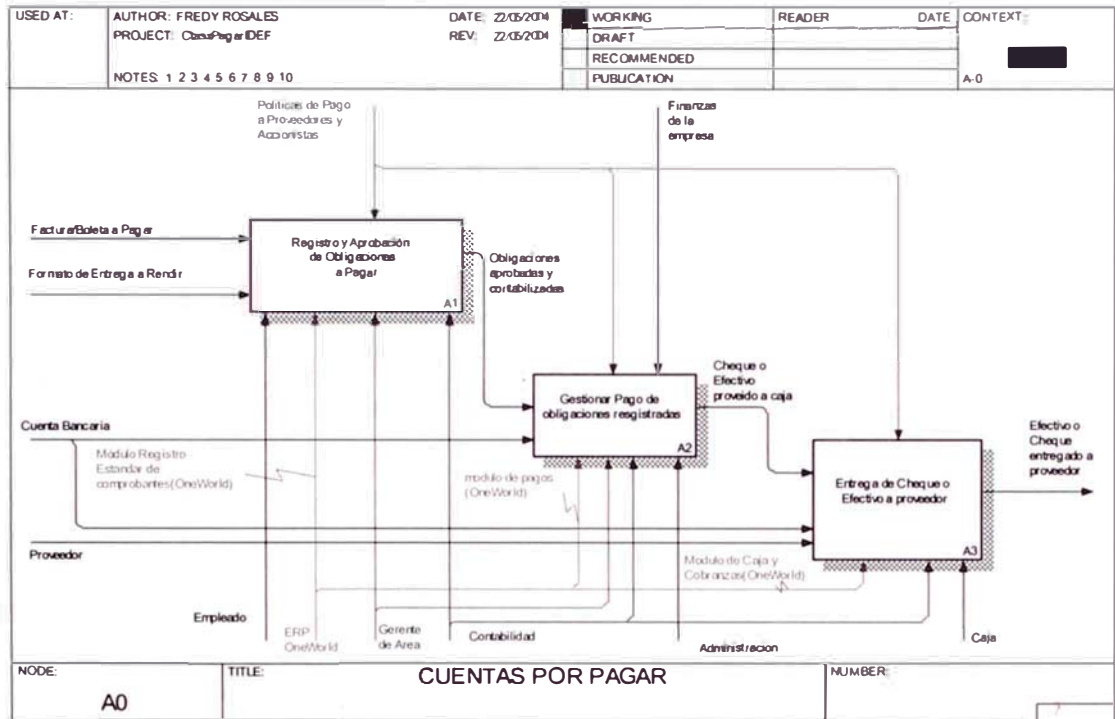 USED AT:
AUTHOR: FREDY ROSALES
PROJECT:
NOTES: 1 2 3 4 5 6 7 8 9 10
DATE: 22/05/2004
REV: 22/05/2004
WORKING
DRAFT
RECOMMENDED
PUBLICATION
READER
DATE
CONTEXT:
A-0
Políticas de Pago
a Proveedores y
Accionistas
Finanzas
de la
empresa
Factura/Boleta a Pagar
Formato de Entrega a Rendir
Registro y Aprobación
de Obligaciones
a Pagar
A1
Obligaciones
aprobadas y
contabilizadas
Gestionar Pago de
obligaciones resgistradas
A2
Cheque o
Efectivo
proveido a caja
Cuenta Bancaria
Modulo Registro
Estandar de
comprobantes(OneWorld)
modulo de pagos
(OneWorld)
Entrega de Cheque o
Efectivo a proveedor
A3
Efectivo o
Cheque
entregado a
proveedor
Proveedor
Modulo de Caja y
Cobranzas(OneWorld)
Empleado
ERP
OneWorld
Gerente
de Area
Contabilidad
Administracion
Caja
NODE:
A0
TITLE:
CUENTAS POR PAGAR
NUMBER: